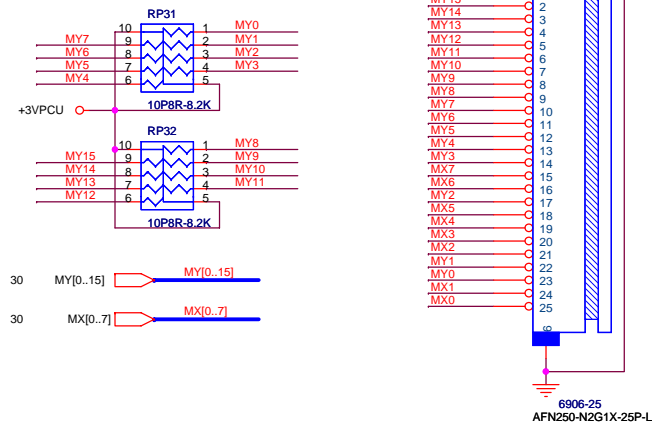 RP31
10 1 MY0
MY7 9 2 MY1
MY6 8 3 MY2
MY5 7 4 MY3
MY4 6 5
+3VPCU
10P8R-8.2K
RP32
10 1 MY8
MY15 9 2 MY9
MY14 8 3 MY10
MY13 7 4 MY11
MY12 6 5
10P8R-8.2K
30 MY[0..15] MY[0..15]
30 MX[0..7] MX[0..7]
2
MY14 3
MY13 4
MY12 5
MY11 6
MY10 7
MY9 8
MY8 9
MY7 10
MY6 11
MY5 12
MY4 13
MY3 14
MX7 15
MX6 16
MY2 17
MX5 18
MX4 19
MX3 20
MX2 21
MY1 22
MY0 23
MX1 24
MX0 25
6906-25
AFN250-N2G1X-25P-L